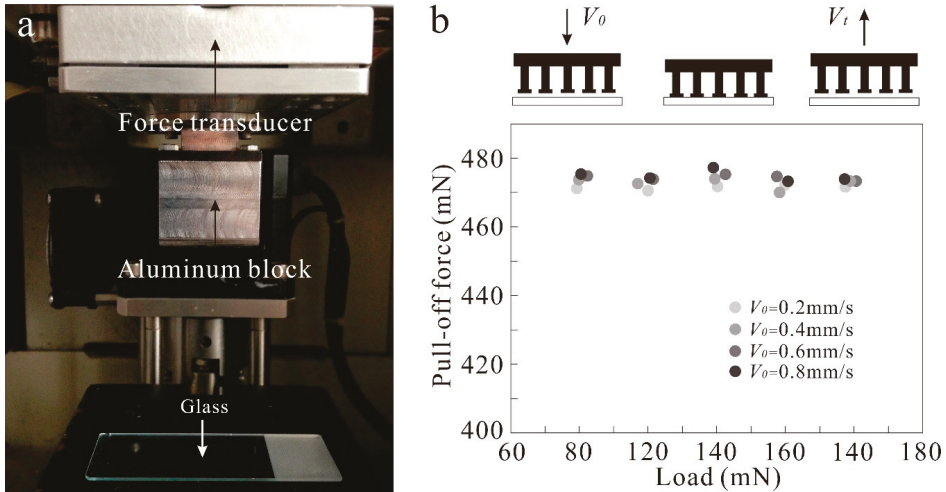 a
Force transducer
Aluminum block
Glass
b
V₀
Vₜ
Pull-off force (mN)
480
460
440
420
400
V₀=0.2mm/s
V₀=0.4mm/s
V₀=0.6mm/s
V₀=0.8mm/s
60 80 120 140 160 140 180
Load (mN)